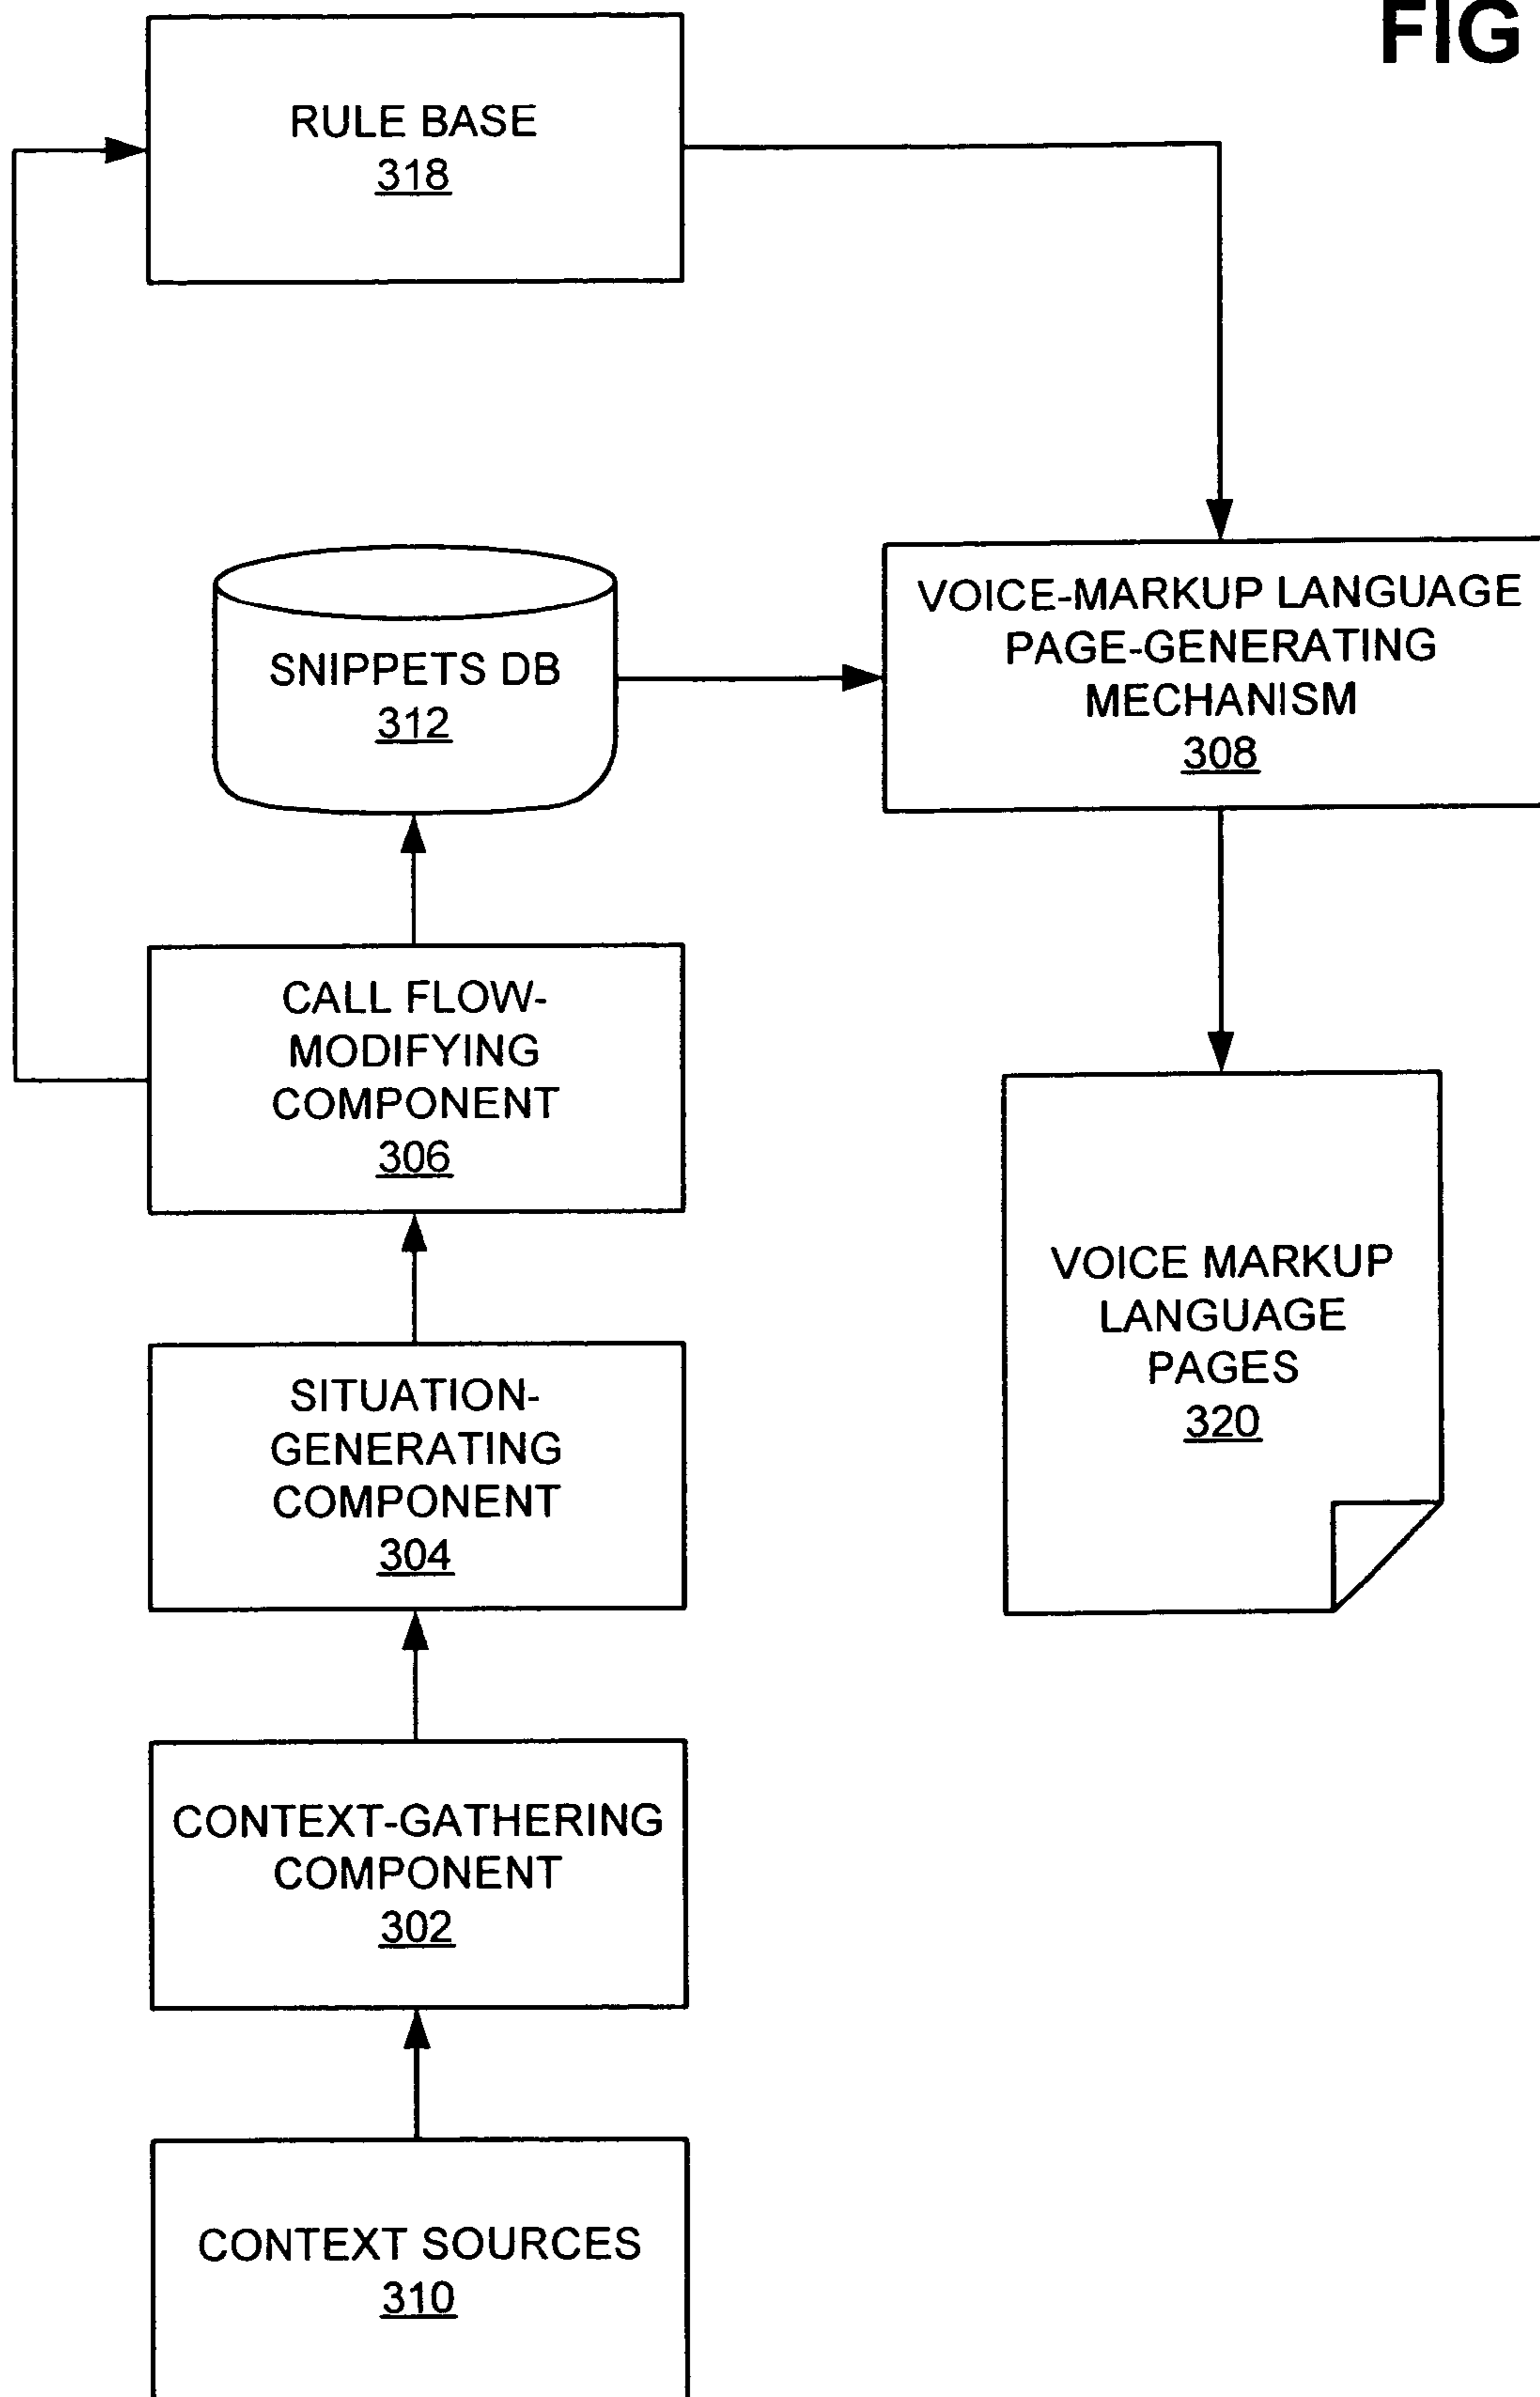 FIG
RULE BASE
318
SNIPPETS DB
312
VOICE-MARKUP LANGUAGE
PAGE-GENERATING
MECHANISM
308
CALL FLOW-
MODIFYING
COMPONENT
306
VOICE MARKUP
LANGUAGE
PAGES
320
SITUATION-
GENERATING
COMPONENT
304
CONTEXT-GATHERING
COMPONENT
302
CONTEXT SOURCES
310